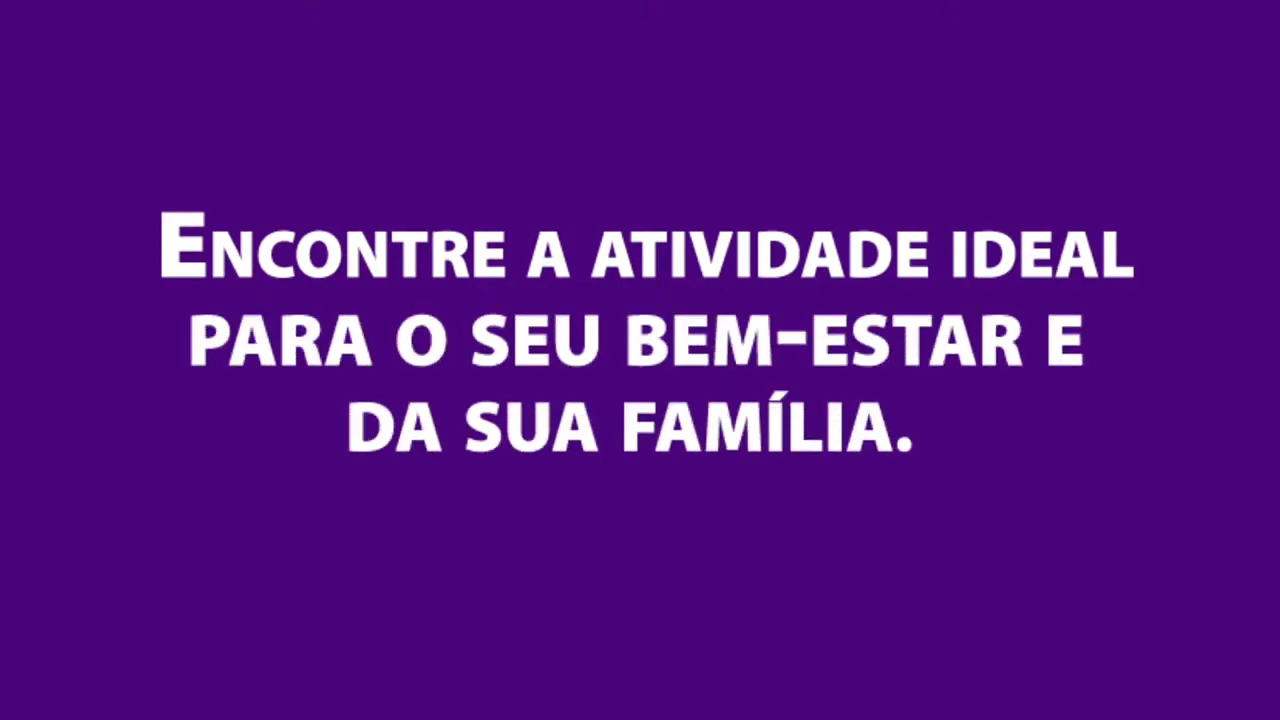 Encontre a atividade ideal
para o seu bem-estar e
da sua família.